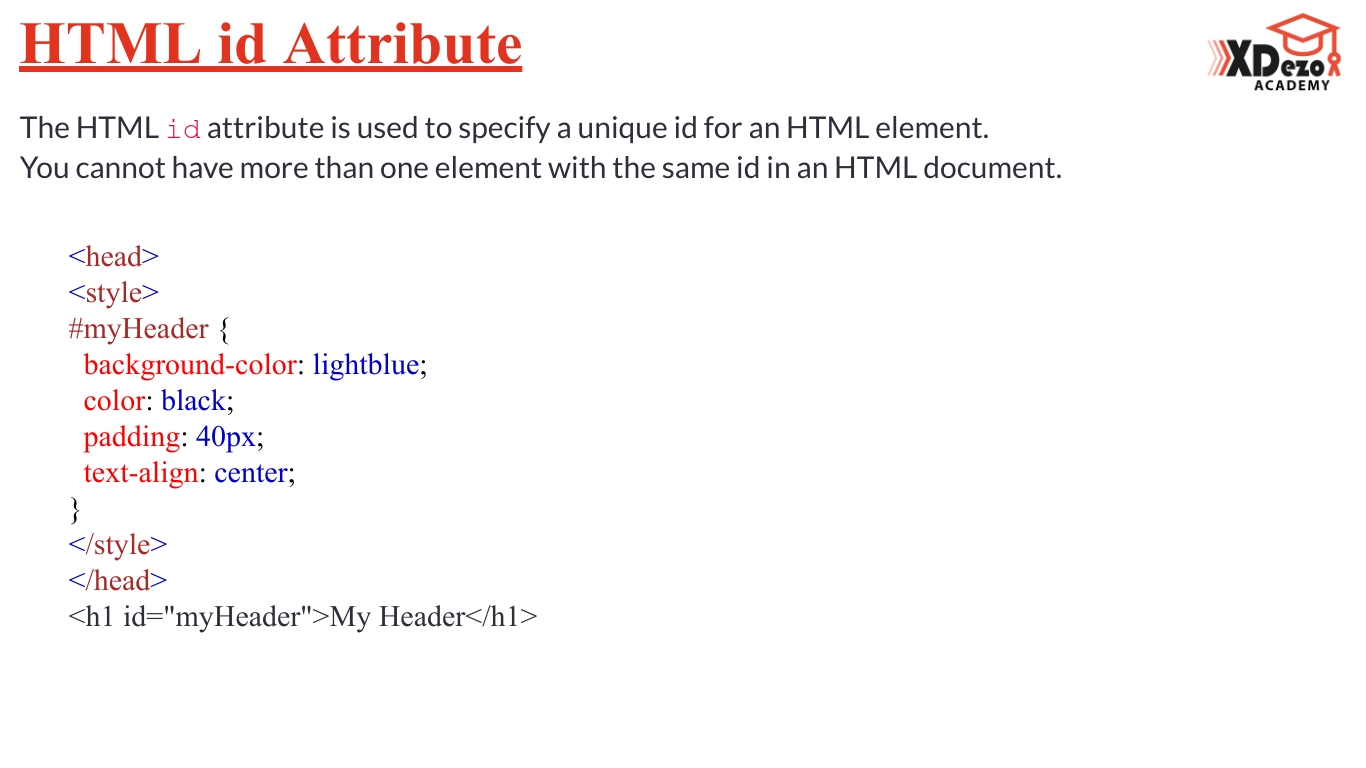 HTML id Attribute
XDezo
ACADEMY
The HTML id attribute is used to specify a unique id for an HTML element.
You cannot have more than one element with the same id in an HTML document.
<head>
<style>
#myHeader {
  background-color: lightblue;
  color: black;
  padding: 40px;
  text-align: center;
}
</style>
</head>
<h1 id="myHeader">My Header</h1>